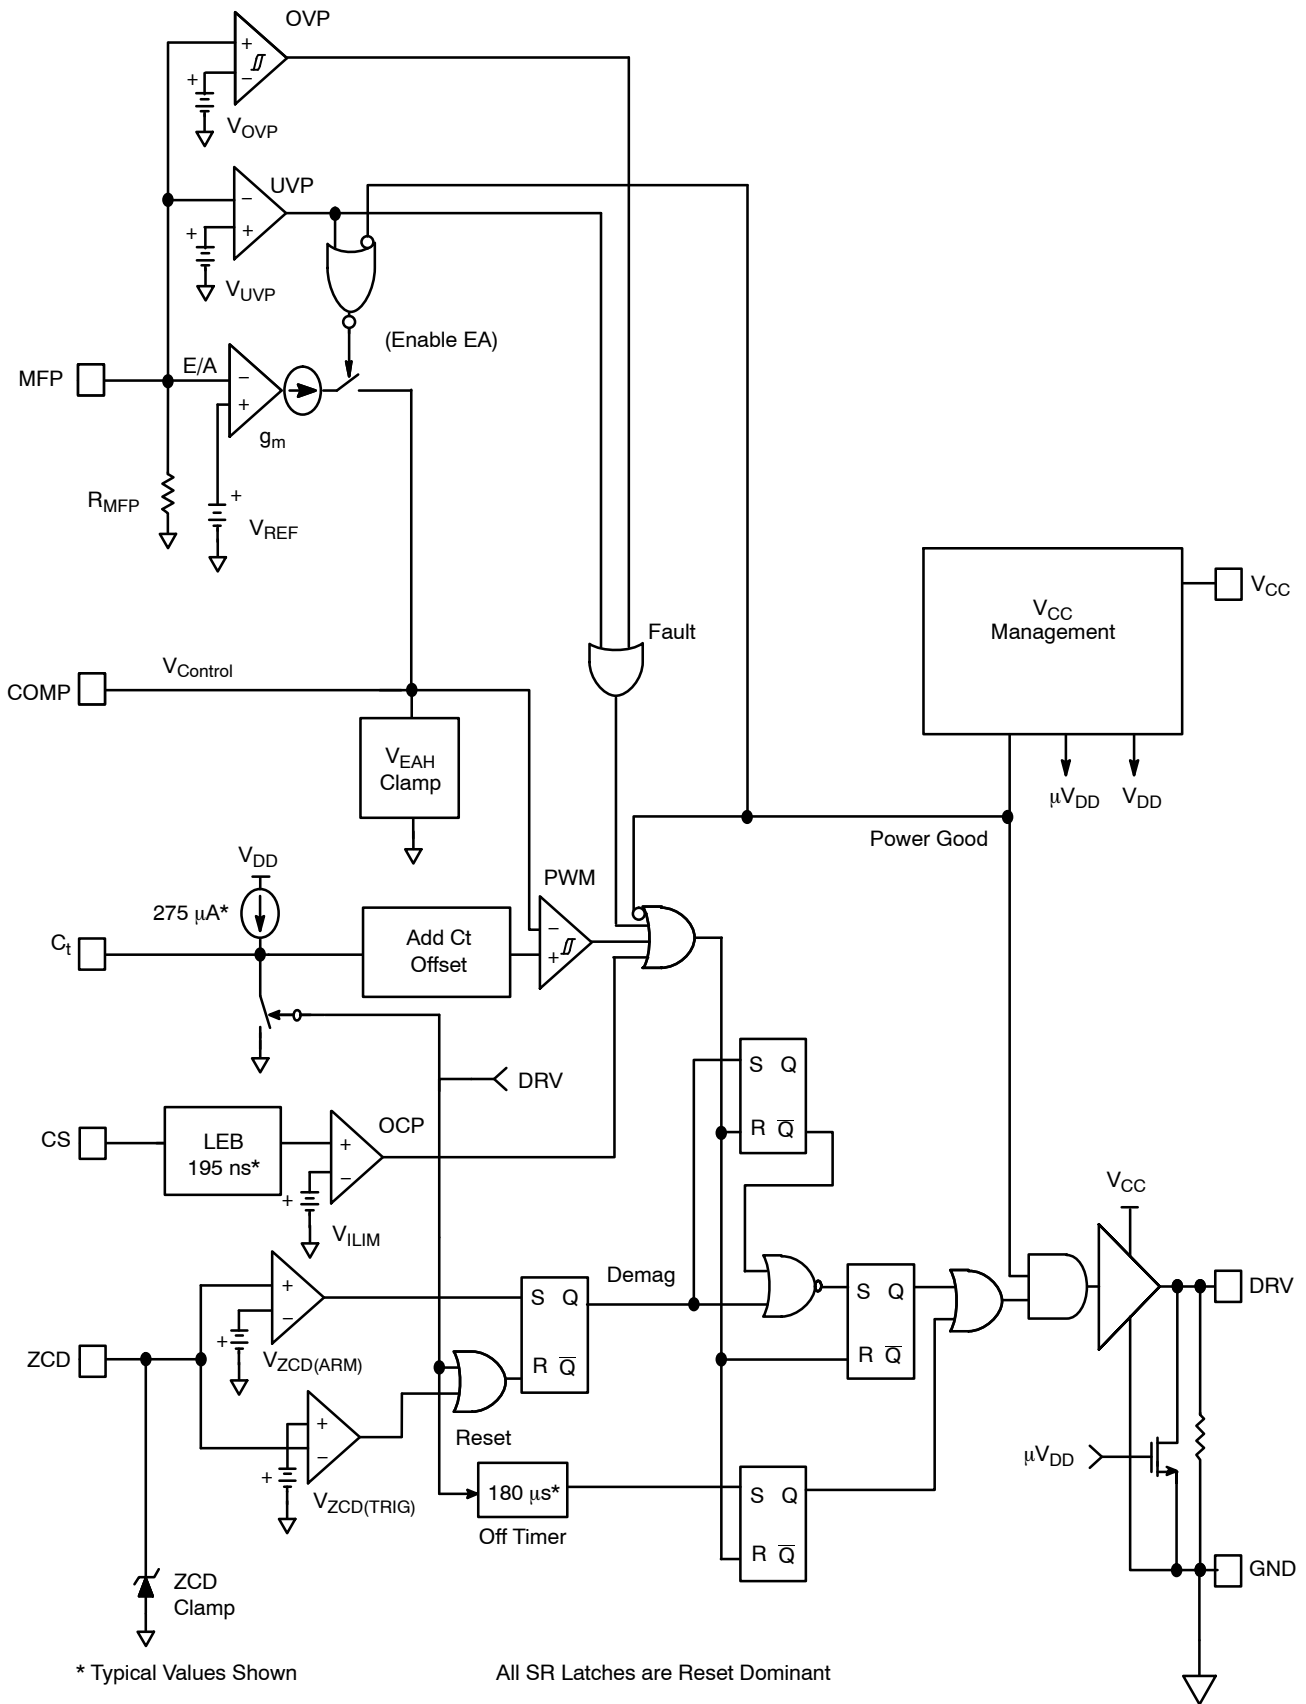 OVP
+
−
+
V_OVP
UVP
−
+
+
V_UVP
(Enable EA)
MFP
E/A
−
+
g_m
R_MFP
+
V_REF
Fault
V_CC
Management
V_CC
COMP
V_Control
V_EAH
Clamp
μV_DD
V_DD
Power Good
V_DD
275 μA*
PWM
C_t
Add Ct
Offset
−
+
DRV
S Q
R Q̅
CS
LEB
195 ns*
OCP
+
−
+
V_ILIM
V_CC
Demag
+
−
+
V_ZCD(ARM)
S Q
R Q̅
S Q
R Q̅
DRV
ZCD
Reset
+
−
+
V_ZCD(TRIG)
μV_DD
180 μs*
Off Timer
S Q
R Q̅
GND
ZCD
Clamp
* Typical Values Shown
All SR Latches are Reset Dominant